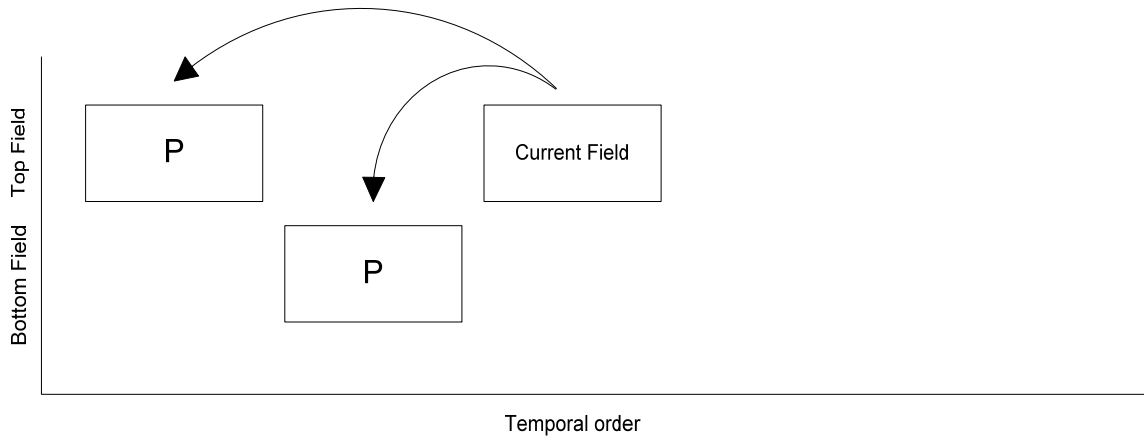 Top Field
P
Current Field
Bottom Field
P
Temporal order